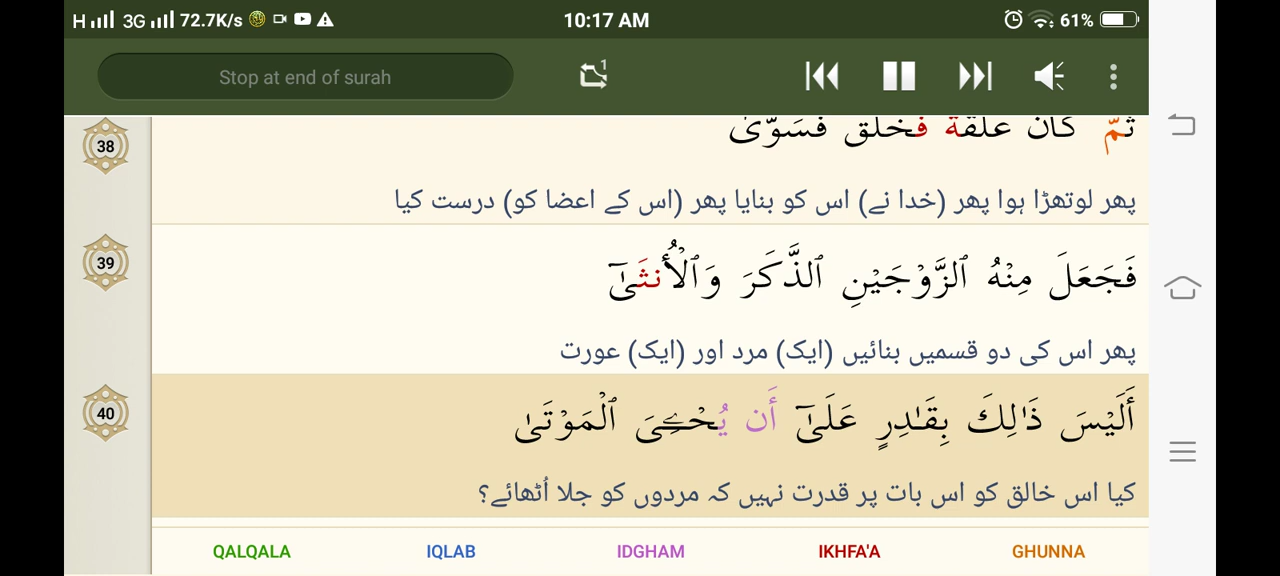 H 3G 72.7K/s 10:17 AM 61%
Stop at end of surah
1
38 ثُمَّ كَانَ عَلَقَةً فَخَلَقَ فَسَوَّىٰ
پھر لوتھڑا ہوا پھر (خدا نے) اس کو بنایا پھر (اس کے اعضا کو) درست کیا
39 فَجَعَلَ مِنْهُ ٱلزَّوْجَيْنِ ٱلذَّكَرَ وَٱلْأُنثَىٰٓ
پھر اس کی دو قسمیں بنائیں (ایک) مرد اور (ایک) عورت
40 أَلَيْسَ ذَٰلِكَ بِقَـٰدِرٍ عَلَىٰٓ أَن يُحْـِۧىَ ٱلْمَوْتَىٰ
کیا اس خالق کو اس بات پر قدرت نہیں کہ مردوں کو جلا اُٹھائے؟
QALQALA IQLAB IDGHAM IKHFA'A GHUNNA